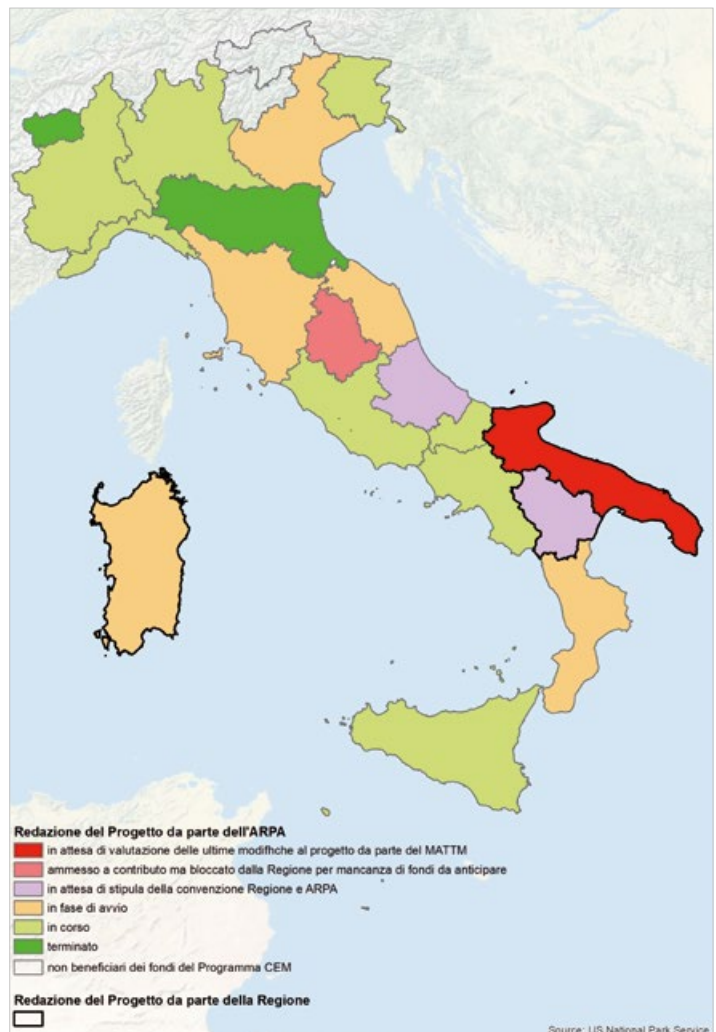 Redazione del Progetto da parte dell'ARPA
in attesa di valutazione delle ultime modifhche al progetto da parte del MATTM
ammesso a contributo ma bloccato dalla Regione per mancanza di fondi da anticipare
in attesa di stipula della convenzione Regione e ARPA
in fase di avvio
in corso
terminato
non beneficiari dei fondi del Programma CEM
Redazione del Progetto da parte della Regione
Source: US National Park Service